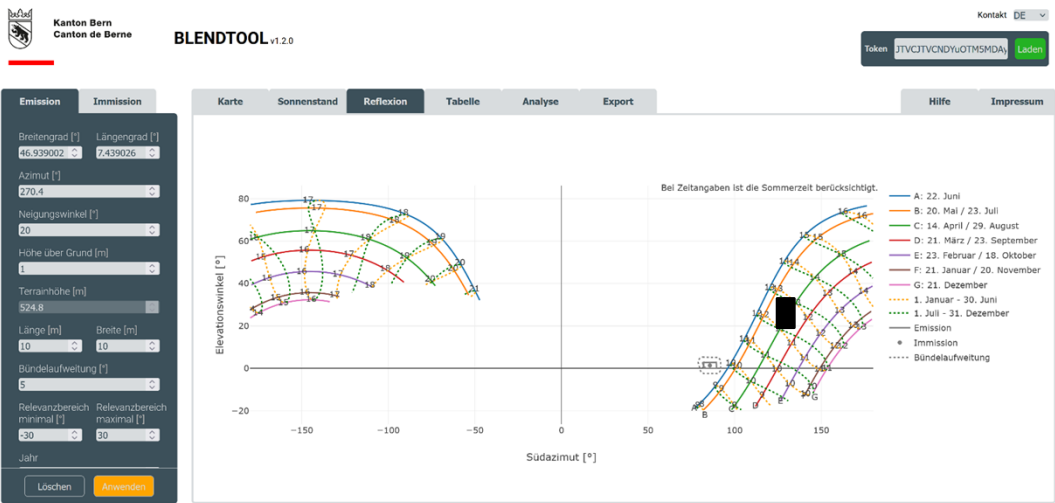 Kanton Bern
Canton de Berne
BLENDTOOL v1.2.0
Kontakt DE
Token JTVCJTVCNDYuOTM5MDAy Laden
Emission Immission
Karte Sonnenstand Reflexion Tabelle Analyse Export Hilfe Impressum
Breitengrad [°] Längengrad [°]
46.939002 7.439026
Azimut [°]
270.4
Neigungswinkel [°]
20
Höhe über Grund [m]
1
Terrainhöhe [m]
524.8
Länge [m] Breite [m]
10 10
Bündelaufweitung [°]
5
Relevanzbereich minimal [°] Relevanzbereich maximal [°]
-30 30
Jahr
Löschen Anwenden
Bei Zeitangaben ist die Sommerzeit berücksichtigt.
Elevationswinkel [°]
80
60
40
20
0
−20
−150 −100 −50 0 50 100 150
Südazimut [°]
A: 22. Juni
B: 20. Mai / 23. Juli
C: 14. April / 29. August
D: 21. März / 23. September
E: 23. Februar / 18. Oktober
F: 21. Januar / 20. November
G: 21. Dezember
1. Januar - 30. Juni
1. Juli - 31. Dezember
Emission
Immission
Bündelaufweitung